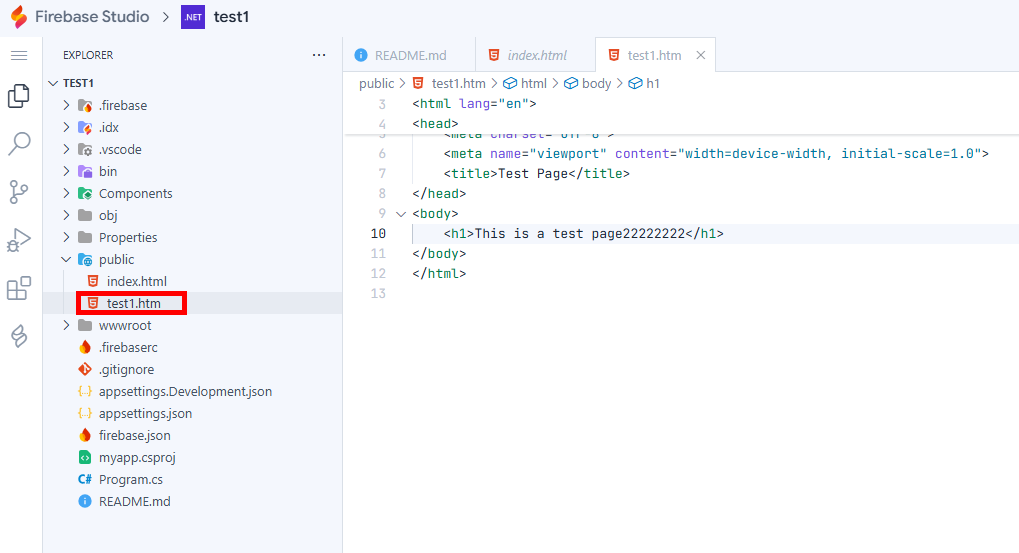 Firebase Studio > .NET test1
EXPLORER ...
TEST1
.firebase
.idx
.vscode
bin
Components
obj
Properties
public
index.html
test1.htm
wwwroot
.firebaserc
.gitignore
{..} appsettings.Development.json
{..} appsettings.json
firebase.json
myapp.csproj
C# Program.cs
README.md
README.md index.html test1.htm
public > test1.htm > html > body > h1
3 <html lang="en">
4 <head>
6 <meta name="viewport" content="width=device-width, initial-scale=1.0">
7 <title>Test Page</title>
8 </head>
9 <body>
10 <h1>This is a test page22222222</h1>
11 </body>
12 </html>
13